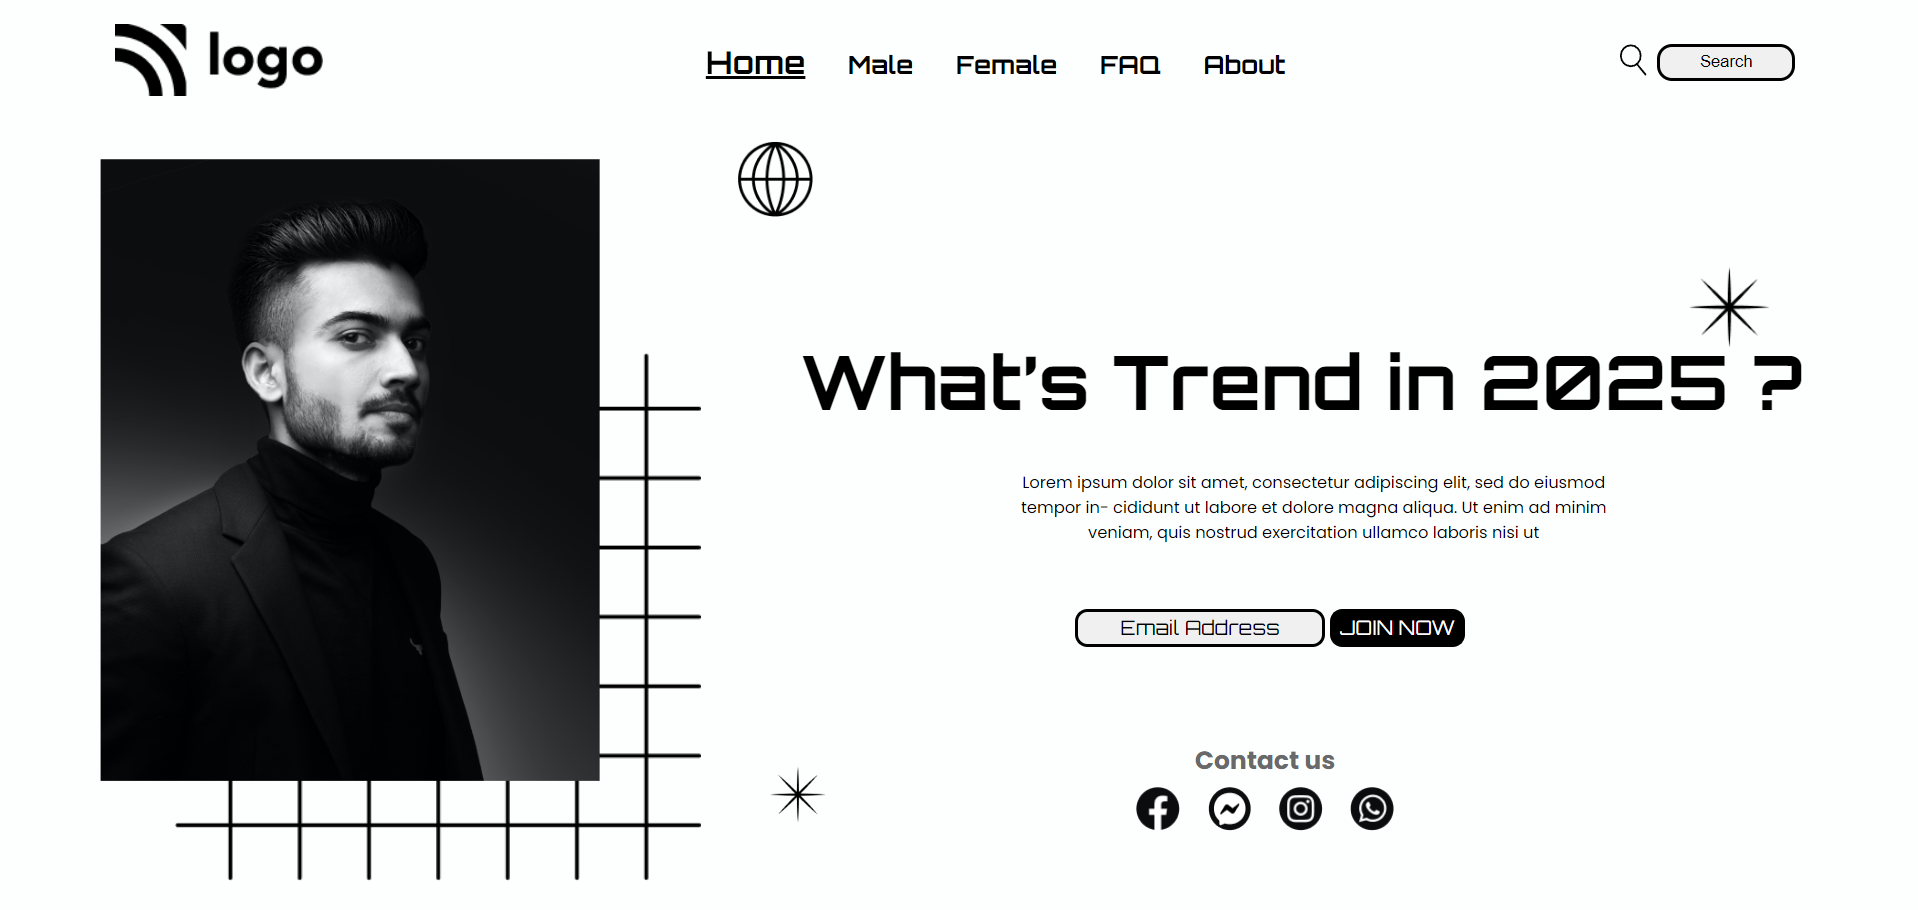 logo
Home Male Female FAQ About
Search
What's Trend in 2025 ?
Lorem ipsum dolor sit amet, consectetur adipiscing elit, sed do eiusmod
tempor in- cididunt ut labore et dolore magna aliqua. Ut enim ad minim
veniam, quis nostrud exercitation ullamco laboris nisi ut
Email Address JOIN NOW
Contact us